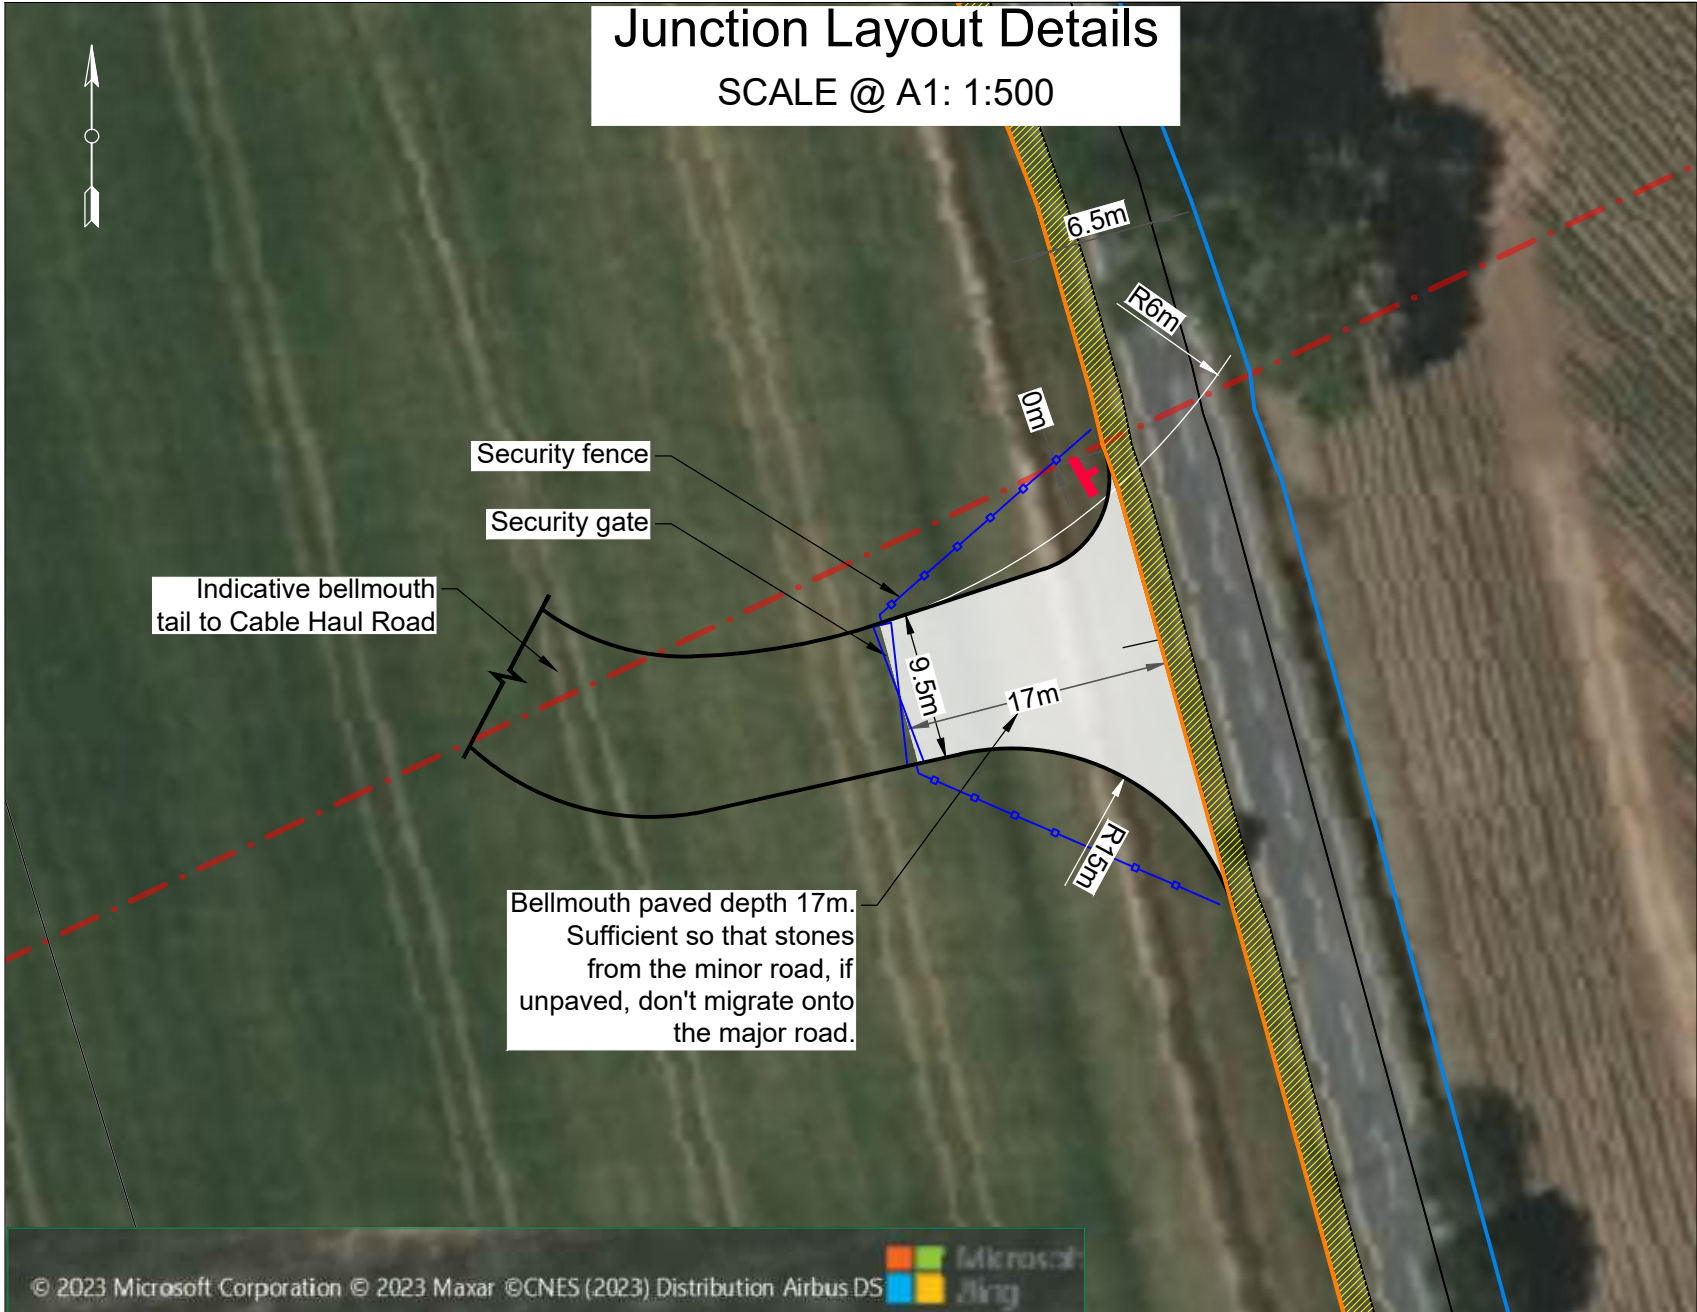 Junction Layout Details
SCALE @ A1: 1:500
6.5m
R6m
0m
Security fence
Security gate
Indicative bellmouth
tail to Cable Haul Road
9.5m
17m
R15m
Bellmouth paved depth 17m.
Sufficient so that stones
from the minor road, if
unpaved, don't migrate onto
the major road.
© 2023 Microsoft Corporation © 2023 Maxar ©CNES (2023) Distribution Airbus DS
Microsoft
Bing